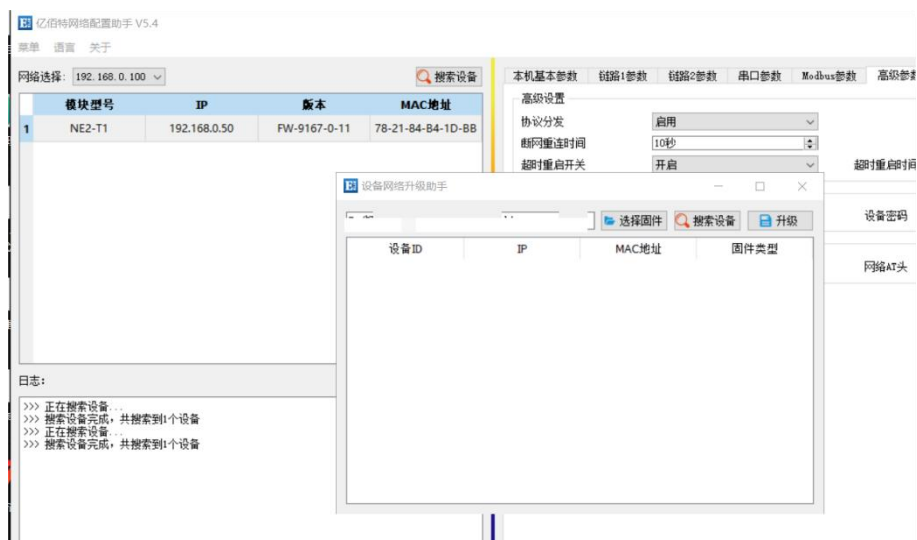 亿佰特网络配置助手 V5.4
菜单 语言 关于
网络选择: 192.168.0.100 搜索设备
模块型号 IP 版本 MAC地址
1 NE2-T1 192.168.0.50 FW-9167-0-11 78-21-84-B4-1D-BB
本机基本参数 链路1参数 链路2参数 串口参数 Modbus参数 高级参数
高级设置
协议分发 启用
断网重连时间 10秒
超时重启开关 开启 超时重启时间
设备密码
网络AT头
设备网络升级助手
选择固件 搜索设备 升级
设备ID IP MAC地址 固件类型
日志:
>>> 正在搜索设备...
>>> 搜索设备完成，共搜索到1个设备
>>> 正在搜索设备...
>>> 搜索设备完成，共搜索到1个设备